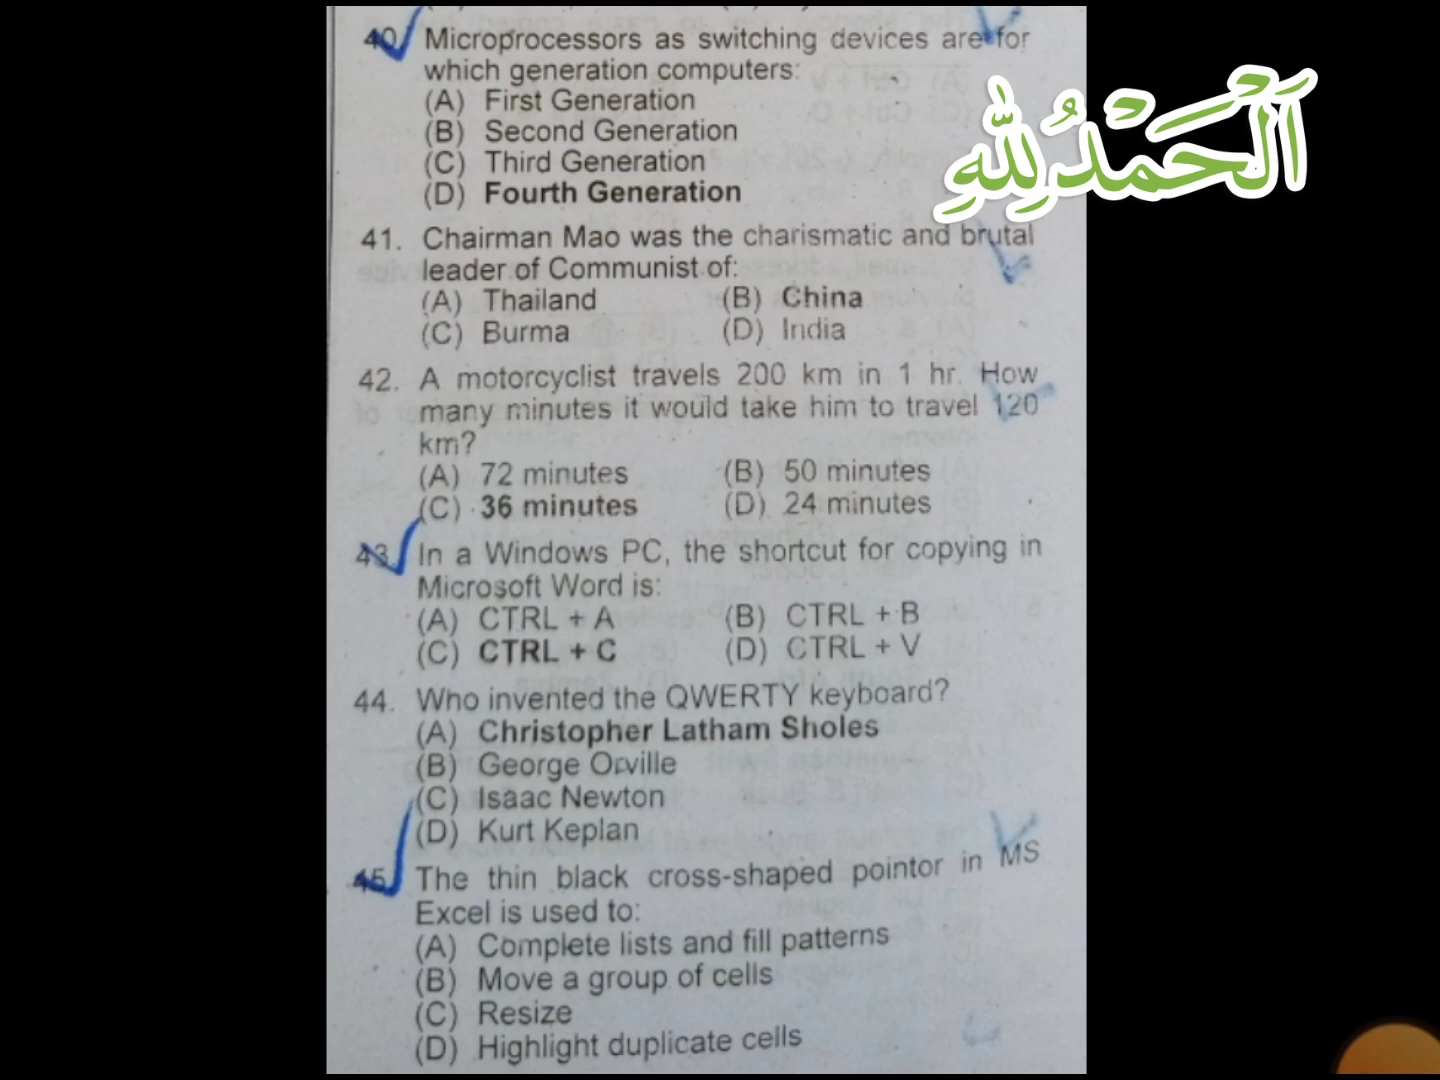 40. Microprocessors as switching devices are for
which generation computers:
(A) First Generation
(B) Second Generation
(C) Third Generation
(D) Fourth Generation
اَلْحَمْدُلِلّٰهِ
41. Chairman Mao was the charismatic and brutal
leader of Communist of:
(A) Thailand (B) China
(C) Burma (D) India
42. A motorcyclist travels 200 km in 1 hr. How
many minutes it would take him to travel 120
km?
(A) 72 minutes (B) 50 minutes
(C) 36 minutes (D) 24 minutes
43. In a Windows PC, the shortcut for copying in
Microsoft Word is:
(A) CTRL + A (B) CTRL + B
(C) CTRL + C (D) CTRL + V
44. Who invented the QWERTY keyboard?
(A) Christopher Latham Sholes
(B) George Orville
(C) Isaac Newton
(D) Kurt Keplan
45. The thin black cross-shaped pointor in MS
Excel is used to:
(A) Complete lists and fill patterns
(B) Move a group of cells
(C) Resize
(D) Highlight duplicate cells